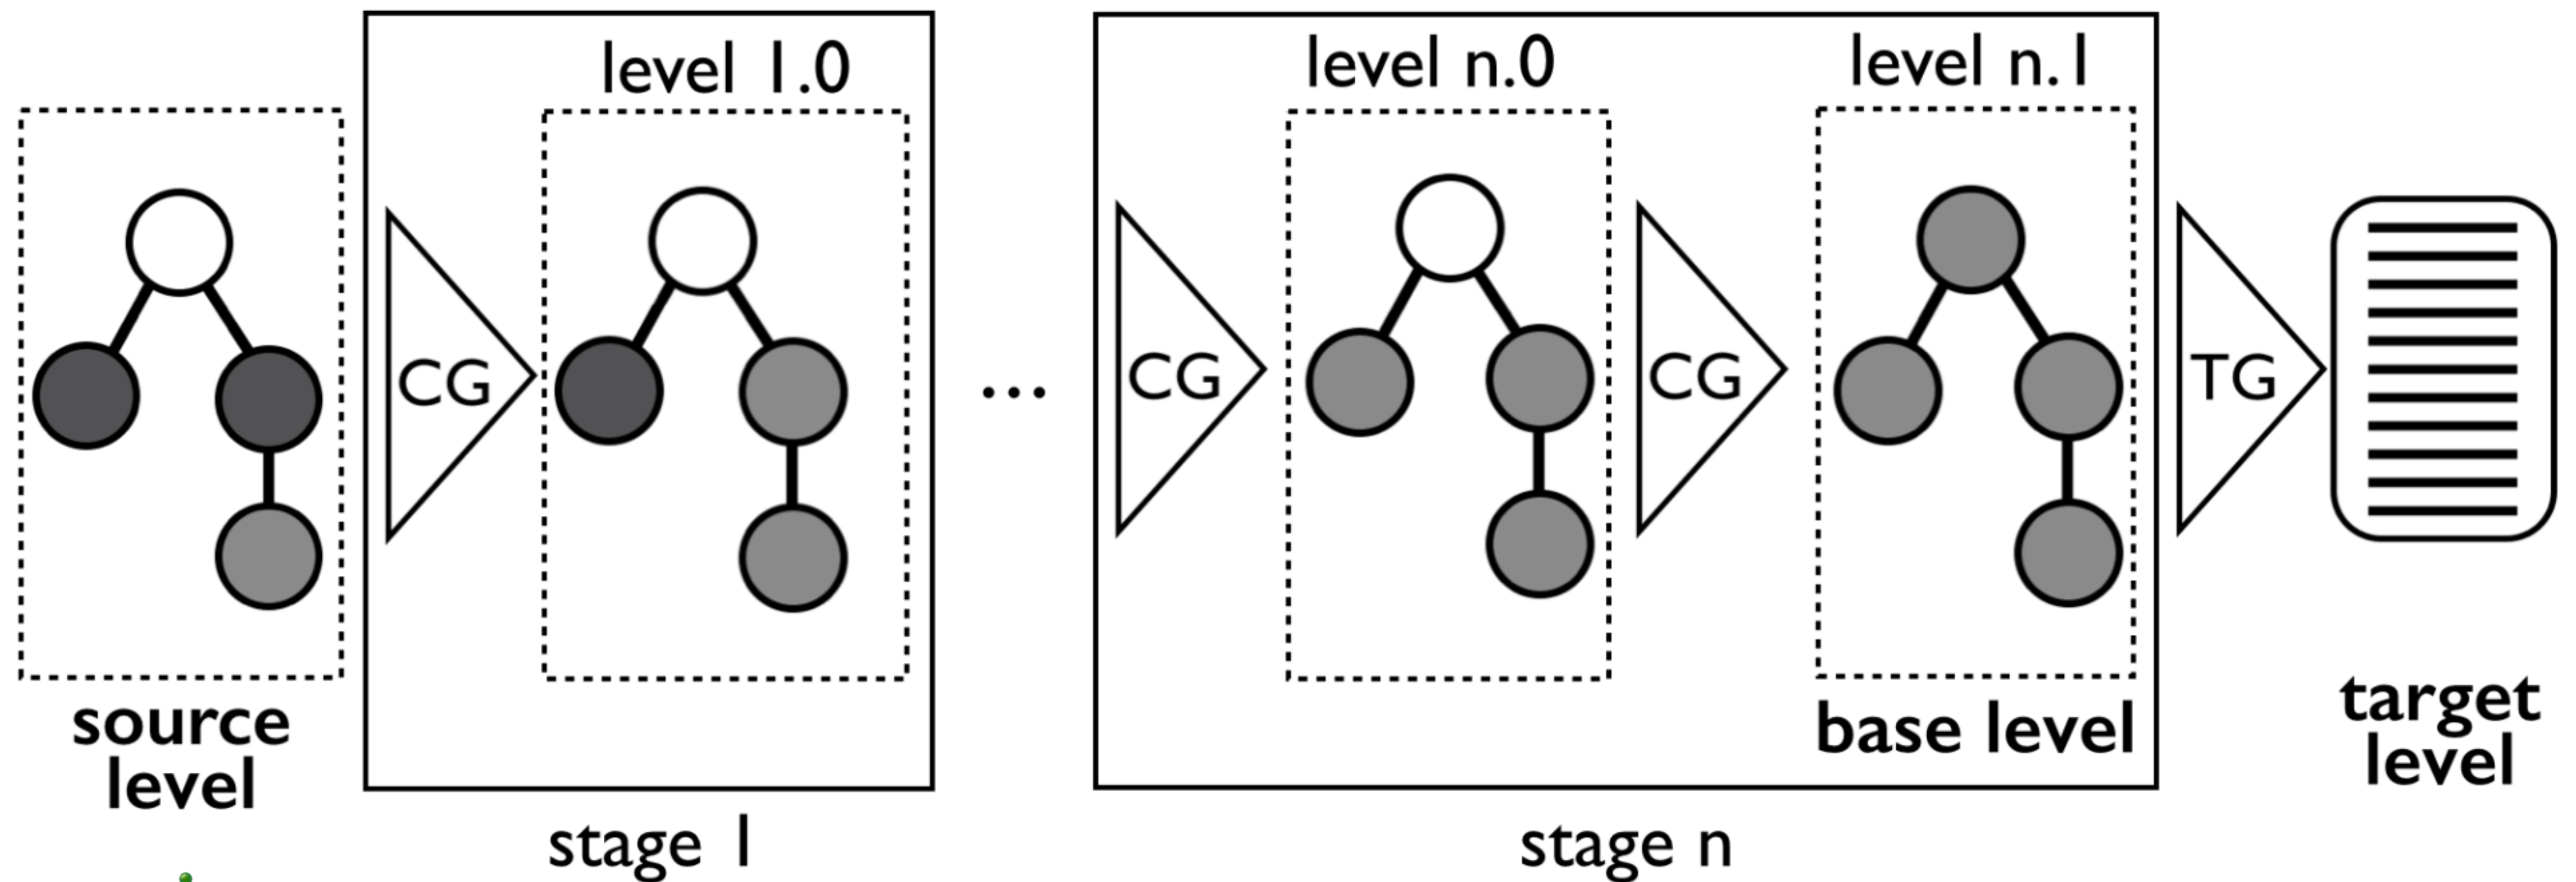 level 1.0
level n.0
level n.1
CG
...
CG
CG
TG
source
level
base level
target
level
stage 1
stage n